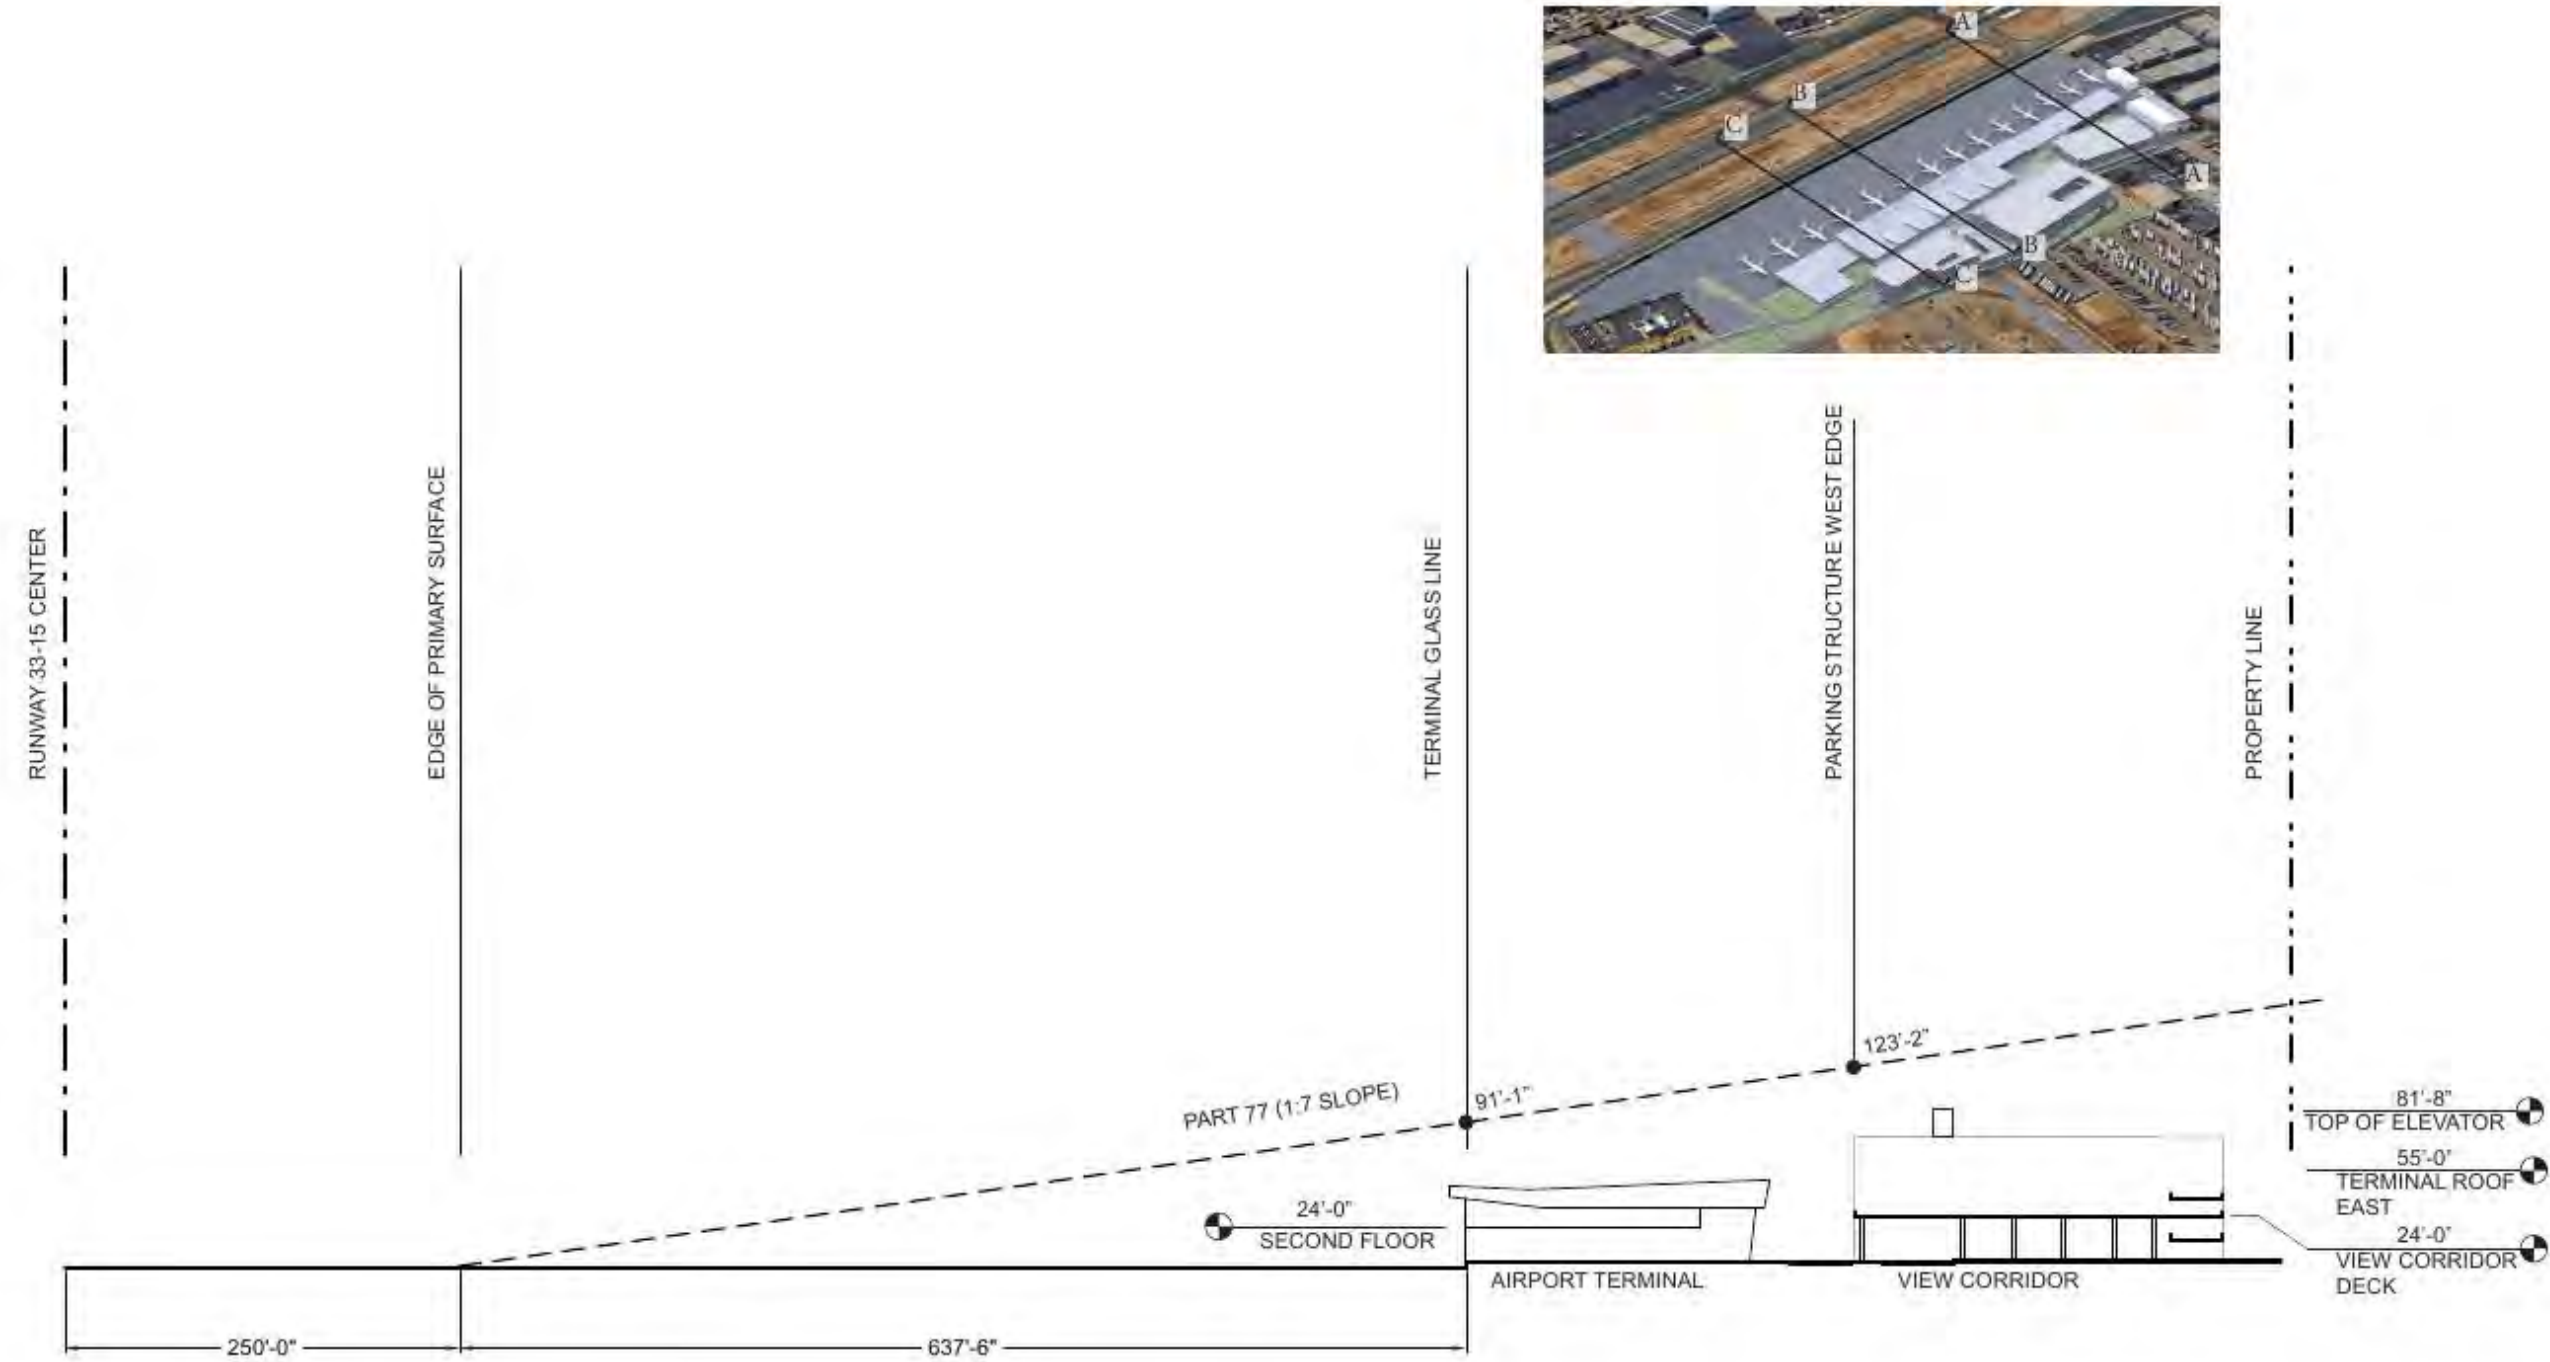 A
B
C
A
B
C
RUNWAY 33-15 CENTER
EDGE OF PRIMARY SURFACE
TERMINAL GLASS LINE
PARKING STRUCTURE WEST EDGE
PROPERTY LINE
PART 77 (1:7 SLOPE)
91'-1"
123'-2"
81'-8"
TOP OF ELEVATOR
55'-0"
TERMINAL ROOF
EAST
24'-0"
VIEW CORRIDOR
DECK
24'-0"
SECOND FLOOR
AIRPORT TERMINAL
VIEW CORRIDOR
250'-0"
637'-6"